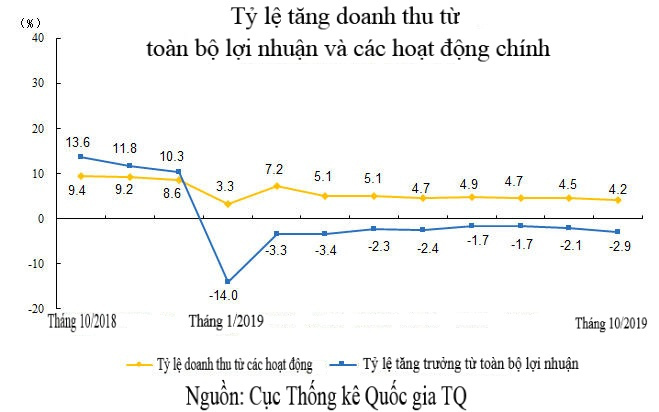 Tỷ lệ tăng doanh thu từ
toàn bộ lợi nhuận và các hoạt động chính
(%)
40
30
20
10
0
-10
-20
13.6 11.8 10.3
9.4 9.2 8.6 3.3 7.2 5.1 5.1 4.7 4.9 4.7 4.5 4.2
-14.0 -3.3 -3.4 -2.3 -2.4 -1.7 -1.7 -2.1 -2.9
Tháng 10/2018 Tháng 1/2019 Tháng 10/2019
Tỷ lệ doanh thu từ các hoạt động Tỷ lệ tăng trưởng từ toàn bộ lợi nhuận
Nguồn: Cục Thống kê Quốc gia TQ